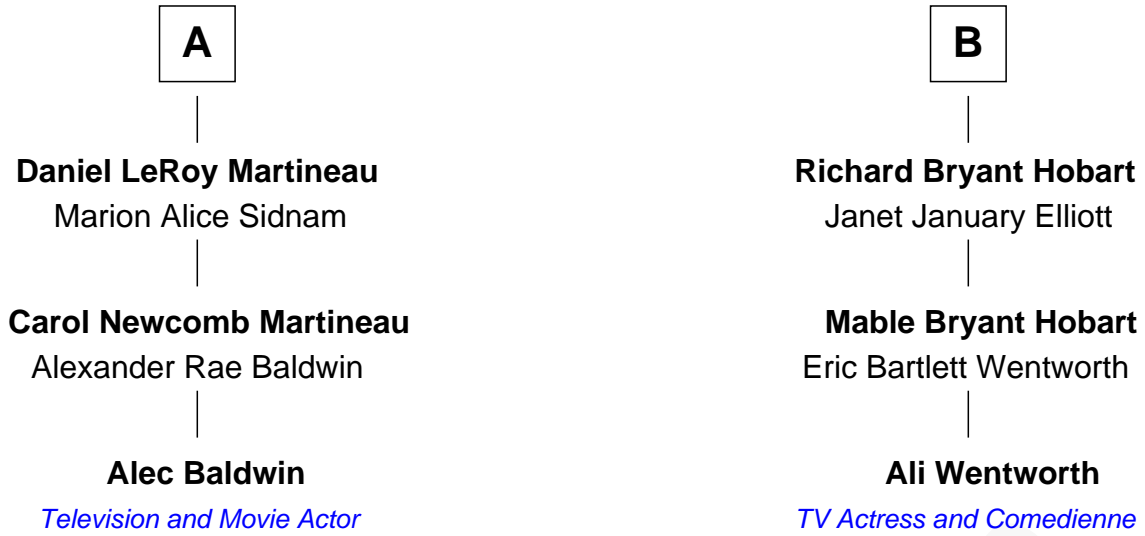 A
Daniel LeRoy Martineau
Marion Alice Sidnam
Carol Newcomb Martineau
Alexander Rae Baldwin
Alec Baldwin
Television and Movie Actor
B
Richard Bryant Hobart
Janet January Elliott
Mable Bryant Hobart
Eric Bartlett Wentworth
Ali Wentworth
TV Actress and Comedienne